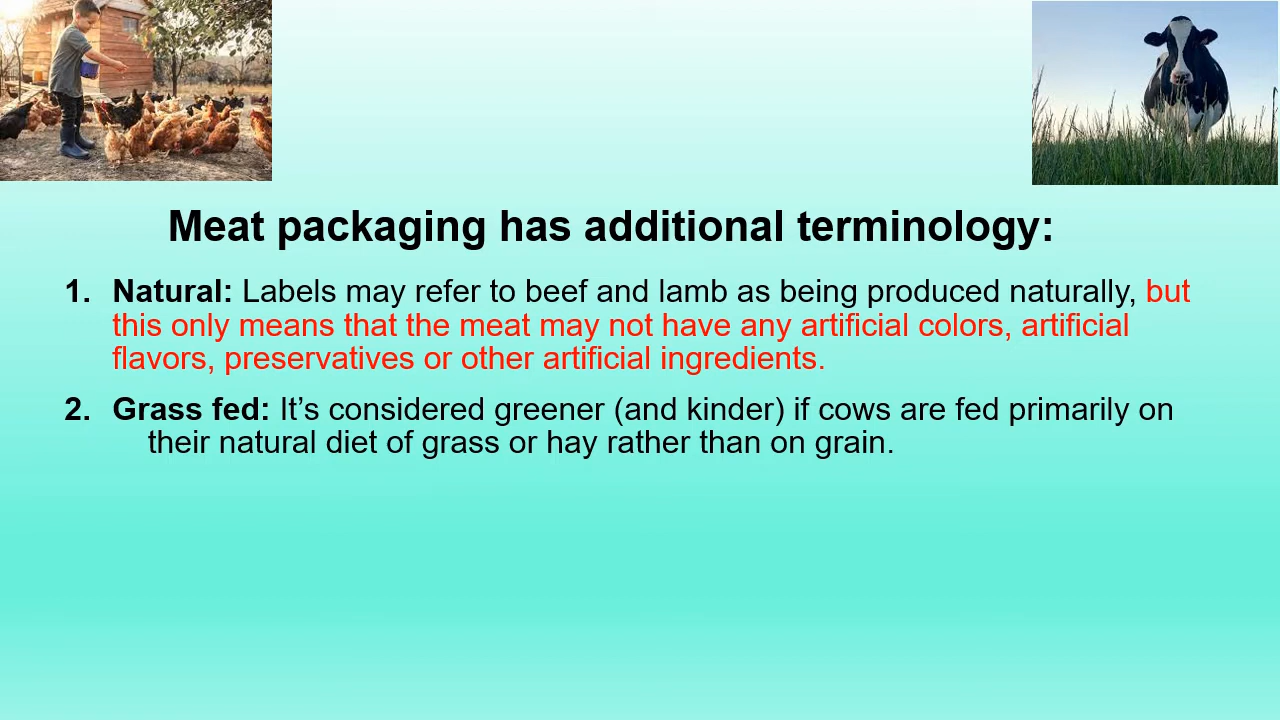 Meat packaging has additional terminology:
1. Natural: Labels may refer to beef and lamb as being produced naturally, but
this only means that the meat may not have any artificial colors, artificial
flavors, preservatives or other artificial ingredients.
2. Grass fed: It’s considered greener (and kinder) if cows are fed primarily on
their natural diet of grass or hay rather than on grain.